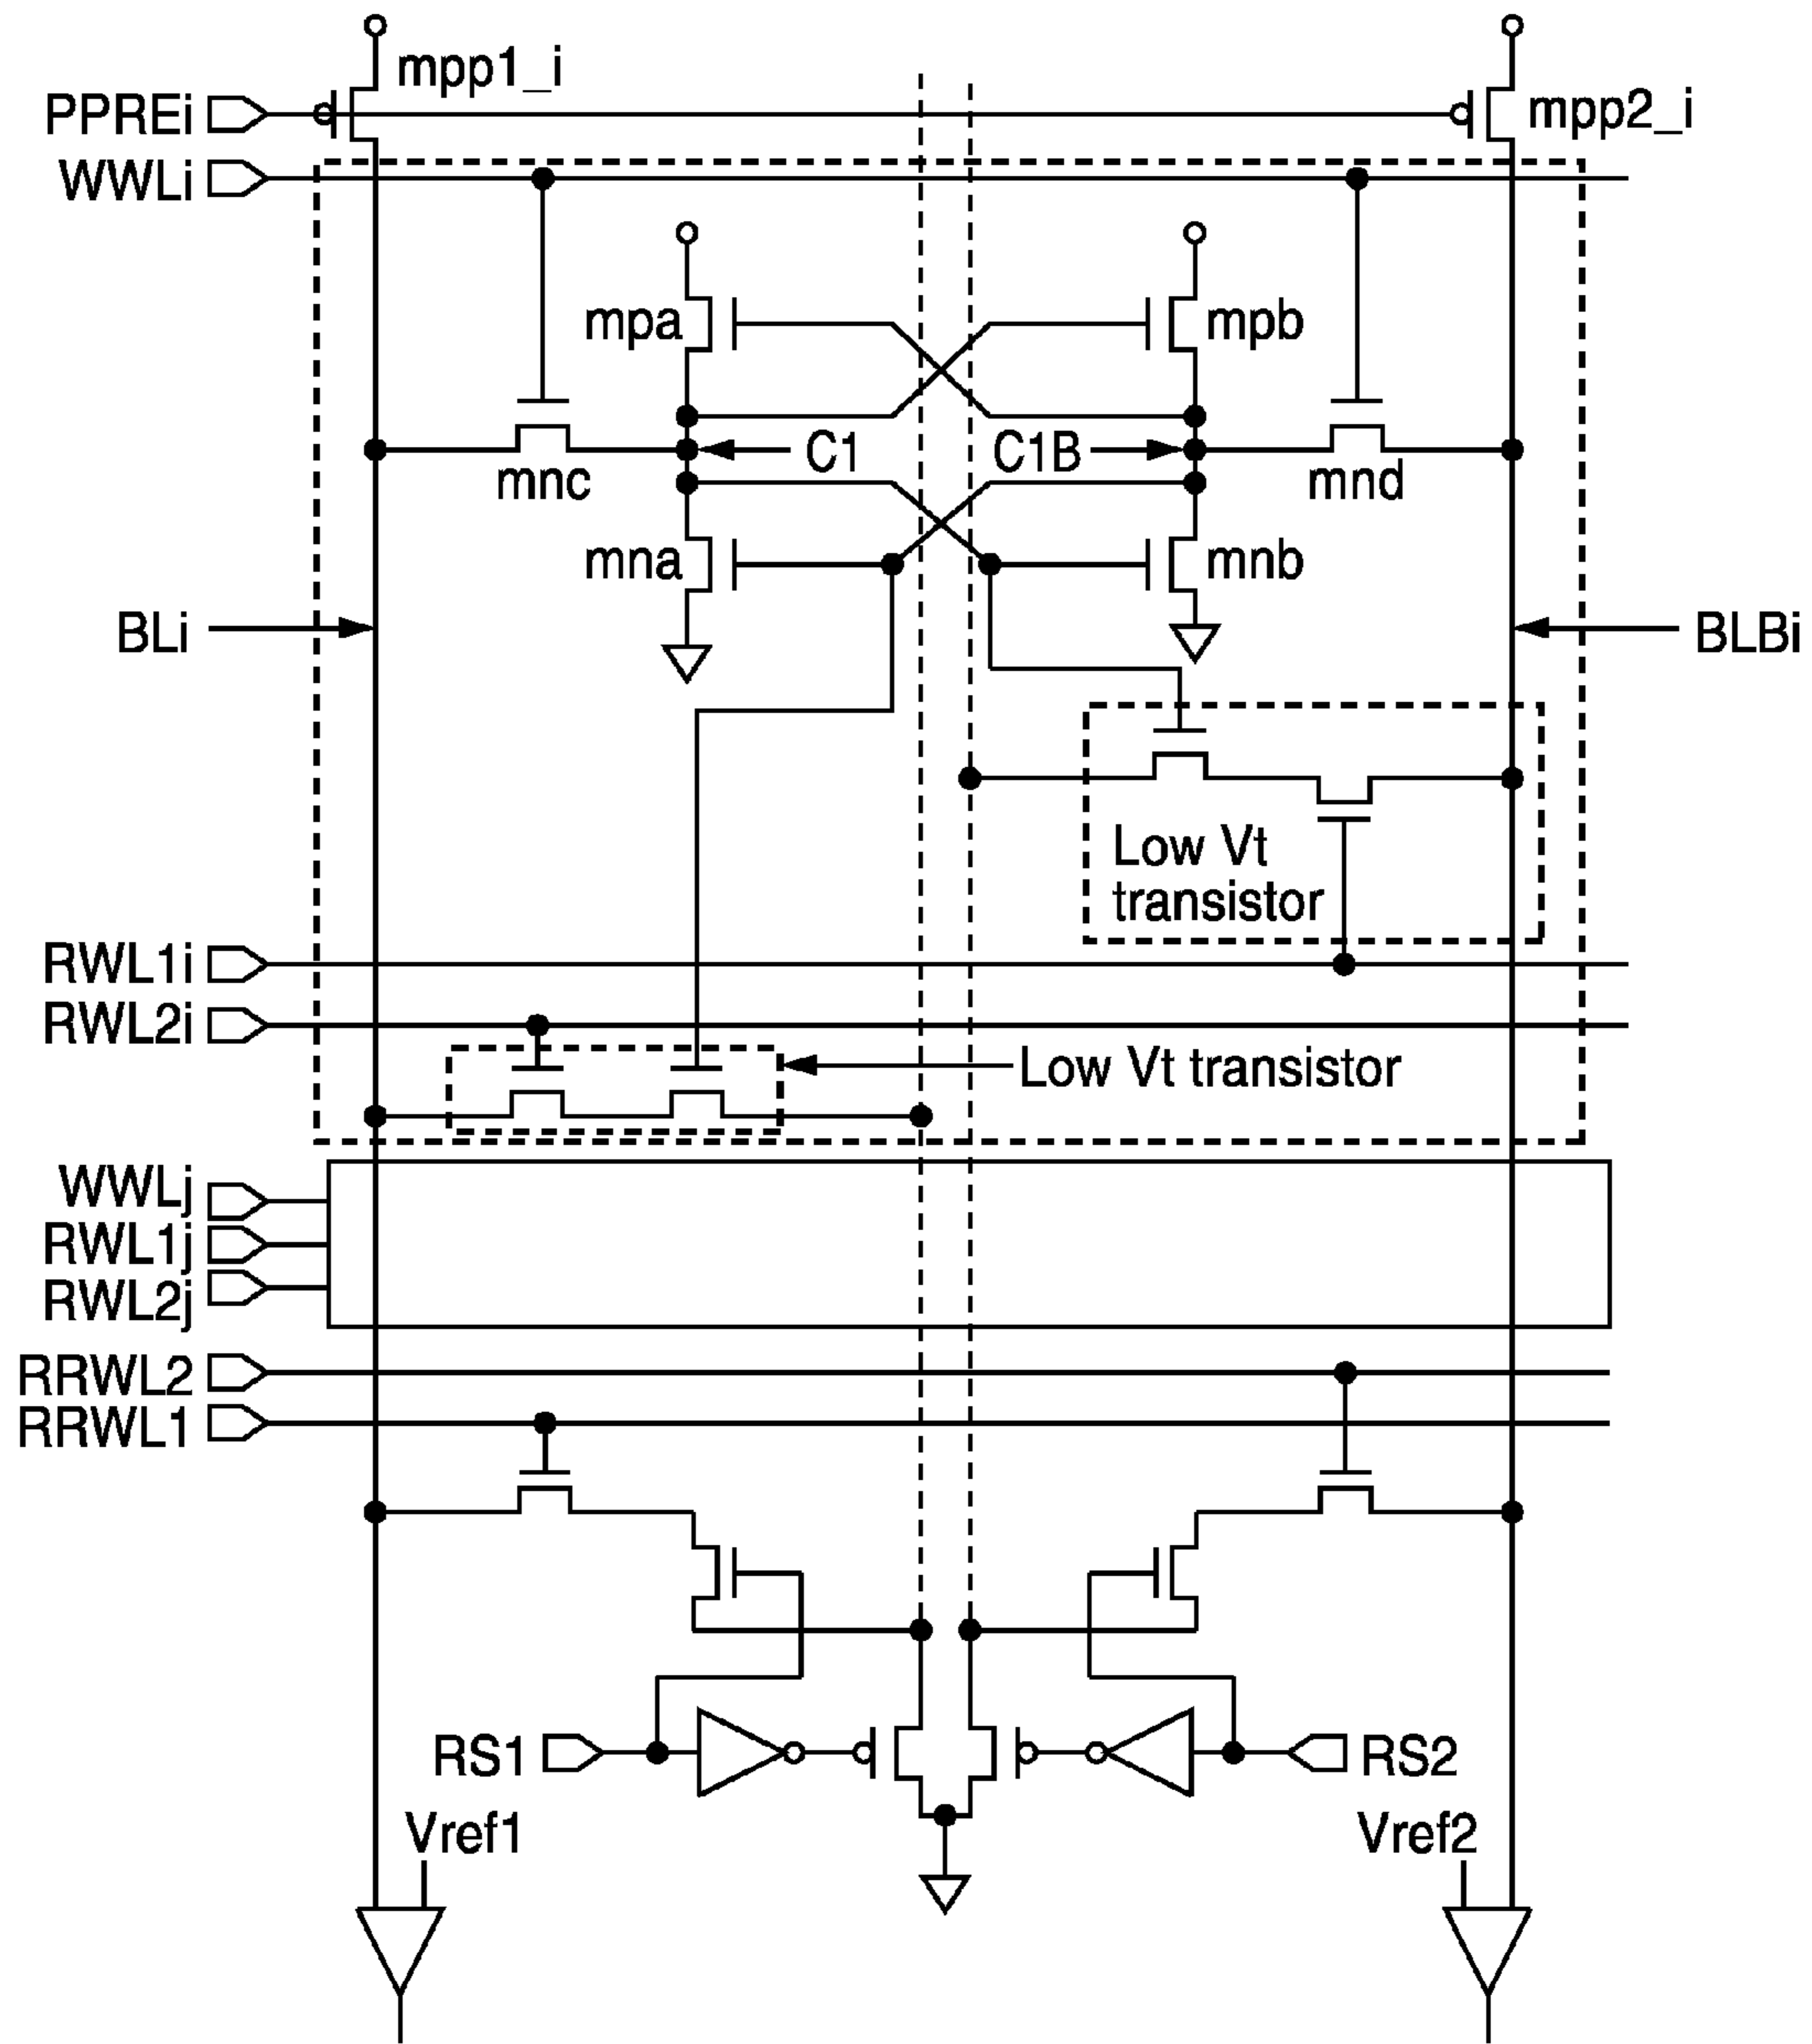 mpp1_i
PPREi
mpp2_i
WWLi
mpa
mpb
C1
C1B
mnc
mnd
mna
mnb
BLi
BLBi
Low Vt
transistor
RWL1i
RWL2i
Low Vt transistor
WWLj
RWL1j
RWL2j
RRWL2
RRWL1
RS1
RS2
Vref1
Vref2